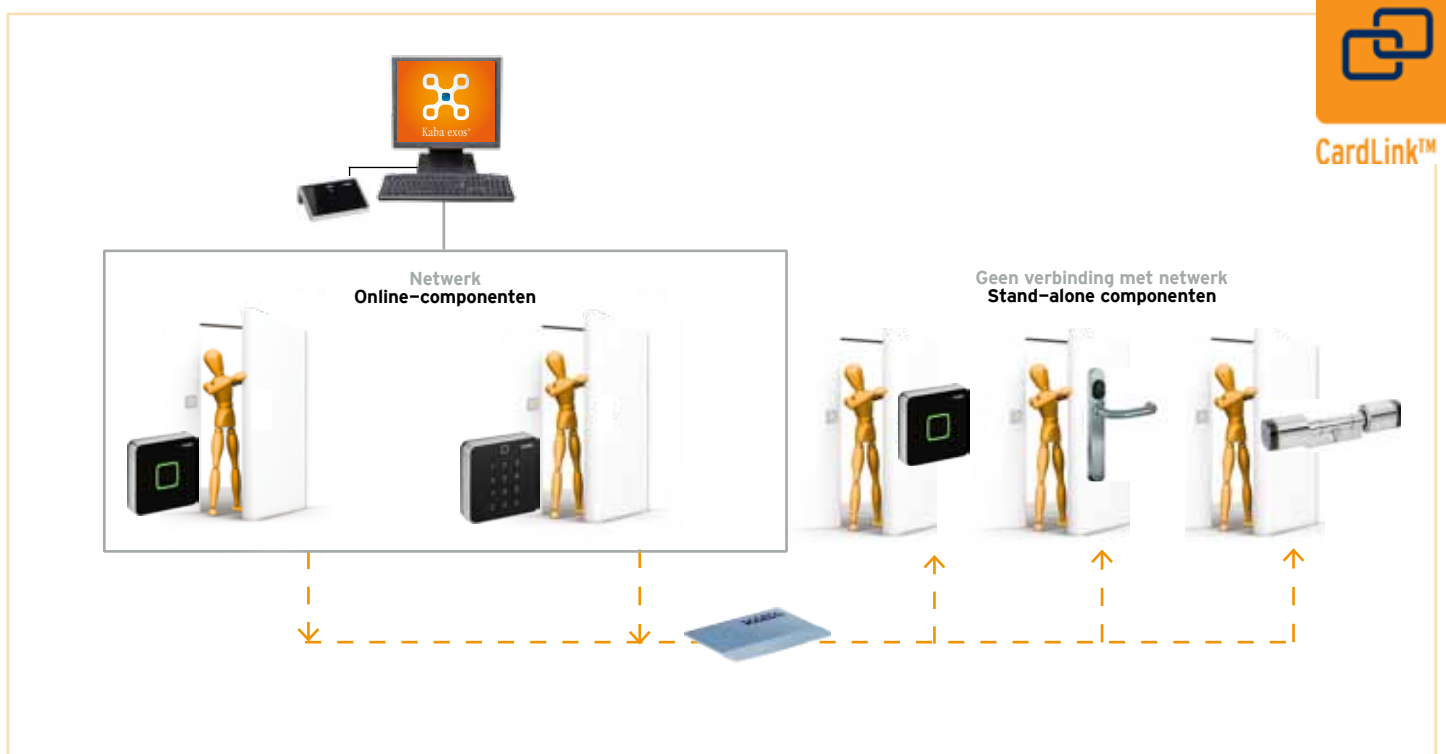 CardLink™
Kaba exos®
Netwerk
Online-componenten
Geen verbinding met netwerk
Stand-alone componenten